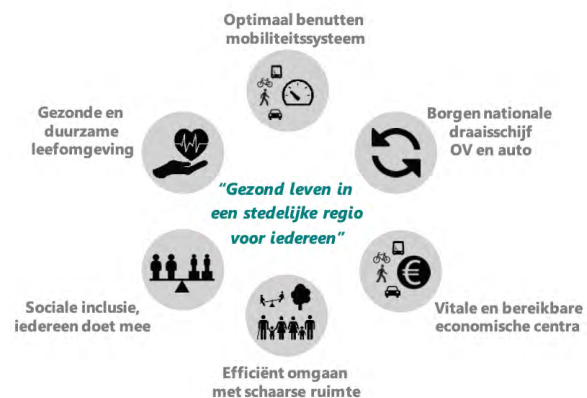 Optimaal benutten
mobiliteitssysteem
Gezonde en
duurzame
leefomgeving
Borgen nationale
draaisschijf
OV en auto
“Gezond leven in
een stedelijke regio
voor iedereen”
Sociale inclusie,
iedereen doet mee
€
Vitale en bereikbare
economische centra
Efficiënt omgaan
met schaarse ruimte